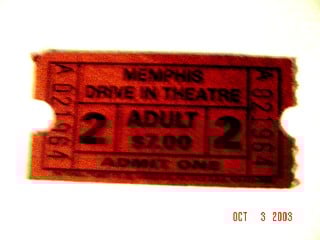 A 021964
MEMPHIS
DRIVE IN THEATRE
2 ADULT 2
$7.00
ADMIT ONE
A 021964
OCT 3 2003